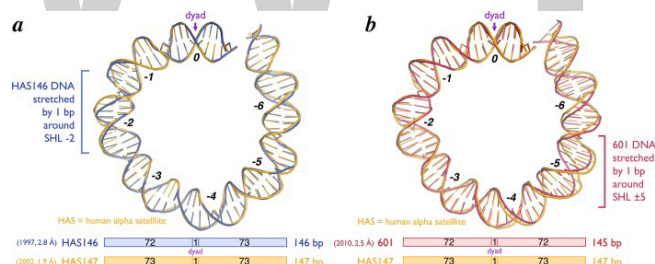 a
dyad
0
-1
-2
-3
-4
-5
-6
HAS146 DNA
stretched
by 1 bp
around
SHL -2
HAS = human alpha satellite
(1997, 2.8 Å) HAS146 72 1 73 146 bp
dyad
(2002, 1.9 Å) HAS147 73 1 73 147 bp
b
dyad
0
-1
-2
-3
-4
-5
-6
601 DNA
stretched
by 1 bp
around
SHL ±5
HAS = human alpha satellite
(2010, 2.5 Å) 601 72 1 72 145 bp
dyad
HAS147 73 1 73 147 bp